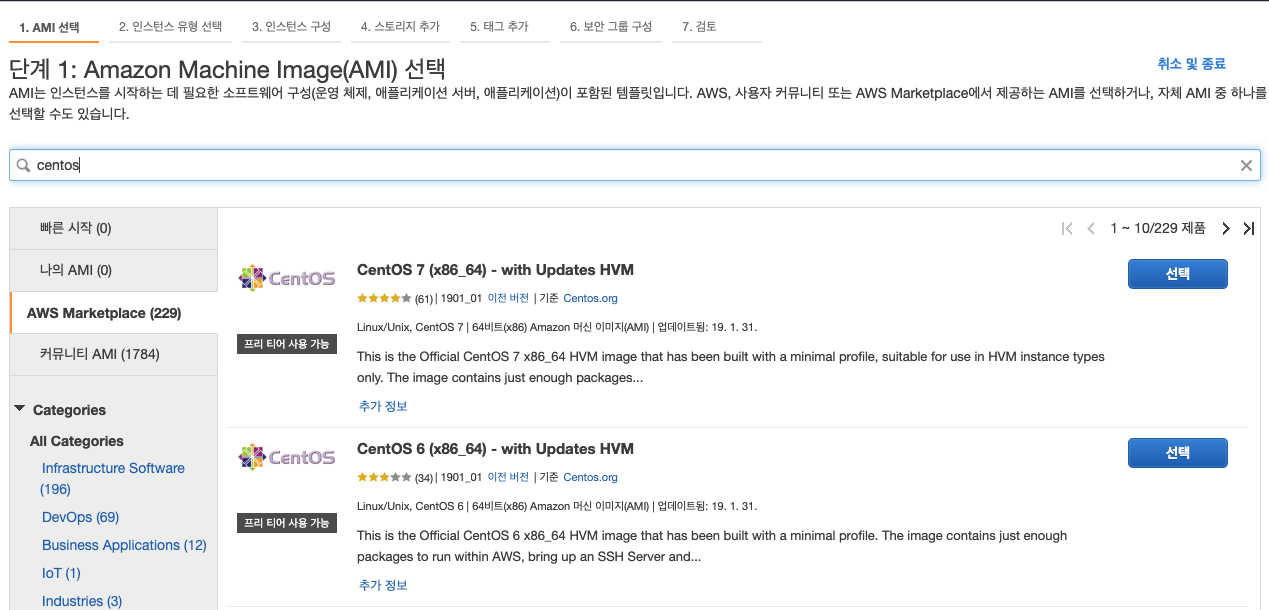 1. AMI 선택 2. 인스턴스 유형 선택 3. 인스턴스 구성 4. 스토리지 추가 5. 태그 추가 6. 보안 그룹 구성 7. 검토
단계 1: Amazon Machine Image(AMI) 선택
취소 및 종료
AMI는 인스턴스를 시작하는 데 필요한 소프트웨어 구성(운영 체제, 애플리케이션 서버, 애플리케이션)이 포함된 템플릿입니다. AWS, 사용자 커뮤니티 또는 AWS Marketplace에서 제공하는 AMI를 선택하거나, 자체 AMI 중 하나를
선택할 수도 있습니다.
centos
빠른 시작 (0)
나의 AMI (0)
AWS Marketplace (229)
커뮤니티 AMI (1784)
Categories
All Categories
Infrastructure Software
(196)
DevOps (69)
Business Applications (12)
IoT (1)
Industries (3)
1 ~ 10/229 제품
CentOS
프리 티어 사용 가능
CentOS 7 (x86_64) - with Updates HVM
(61) | 1901_01 이전 버전 | 기준 Centos.org
Linux/Unix, CentOS 7 | 64비트(x86) Amazon 머신 이미지(AMI) | 업데이트됨: 19. 1. 31.
This is the Official CentOS 7 x86_64 HVM image that has been built with a minimal profile, suitable for use in HVM instance types
only. The image contains just enough packages...
추가 정보
선택
CentOS
프리 티어 사용 가능
CentOS 6 (x86_64) - with Updates HVM
(34) | 1901_01 이전 버전 | 기준 Centos.org
Linux/Unix, CentOS 6 | 64비트(x86) Amazon 머신 이미지(AMI) | 업데이트됨: 19. 1. 31.
This is the Official CentOS 6 x86_64 HVM image that has been built with a minimal profile. The image contains just enough
packages to run within AWS, bring up an SSH Server and...
추가 정보
선택